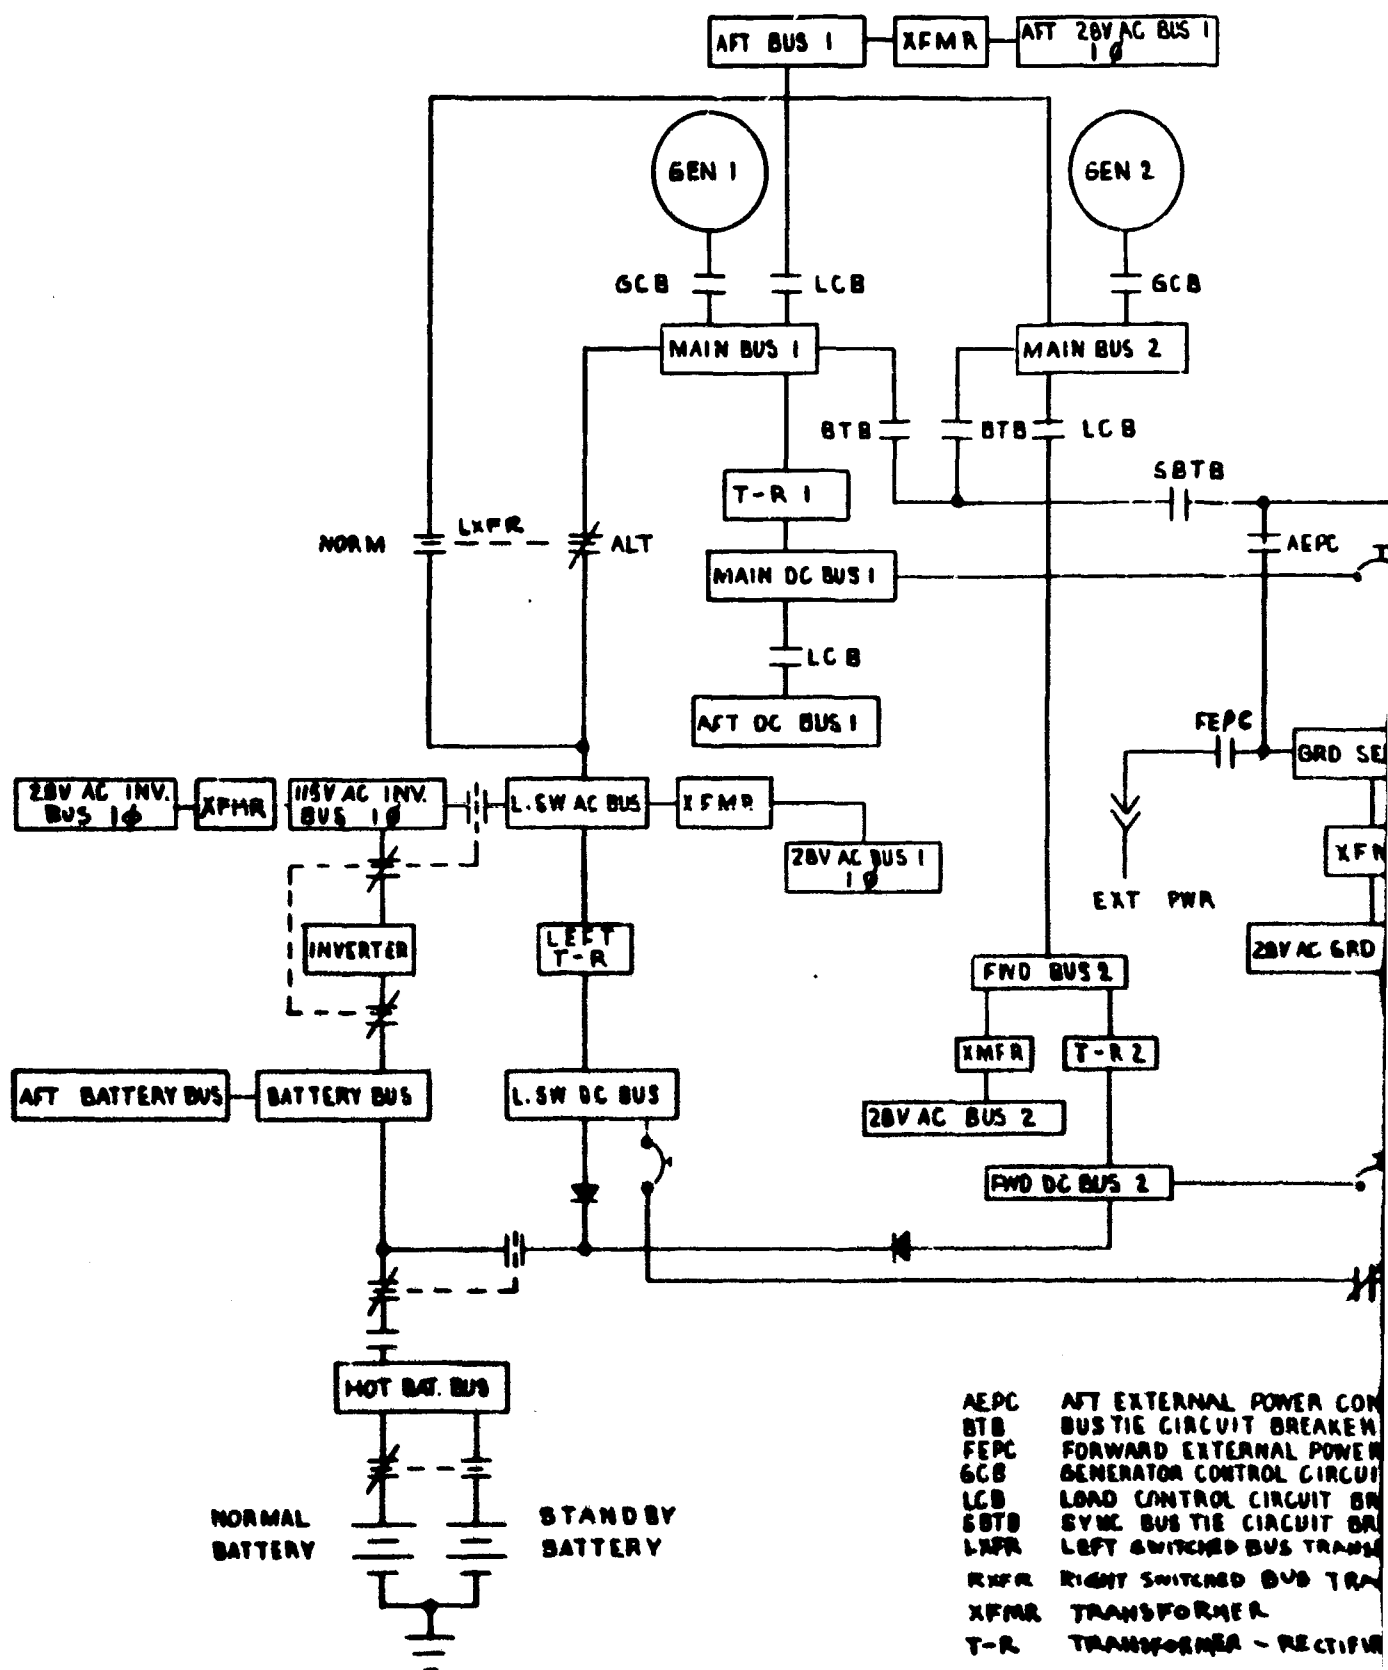 AFT BUS 1
XFMR
AFT 28V AC BUS 1
1 Ø
GEN 1
GEN 2
GCB
LCB
GCB
MAIN BUS 1
MAIN BUS 2
BTB
BTB
LCB
SBTB
T-R 1
NORM
LXFR
ALT
AEPC
MAIN DC BUS 1
LCB
AFT DC BUS 1
FEPC
GRD SE
28V AC INV.
BUS 1Ø
XFMR
115V AC INV.
BUS 1Ø
L. SW AC BUS
XFMR
28V AC BUS 1
1 Ø
XFM
EXT PWR
INVERTER
LEFT
T-R
28V AC GRD
FWD BUS 2
XMFR
T-R 2
AFT BATTERY BUS
BATTERY BUS
L. SW DC BUS
28V AC BUS 2
FWD DC BUS 2
HOT BAT. BUS
NORMAL
BATTERY
STANDBY
BATTERY
AEPC AFT EXTERNAL POWER CON
BTB BUS TIE CIRCUIT BREAKER
FEPC FORWARD EXTERNAL POWER
GCB GENERATOR CONTROL CIRCUI
LCB LOAD CONTROL CIRCUIT BR
SBTB SYNC BUS TIE CIRCUIT BR
LXFR LEFT SWITCHED BUS TRANS
RXFR RIGHT SWITCHED BUS TRA
XFMR TRANSFORMER
T-R TRANSFORMER - RECTIFI